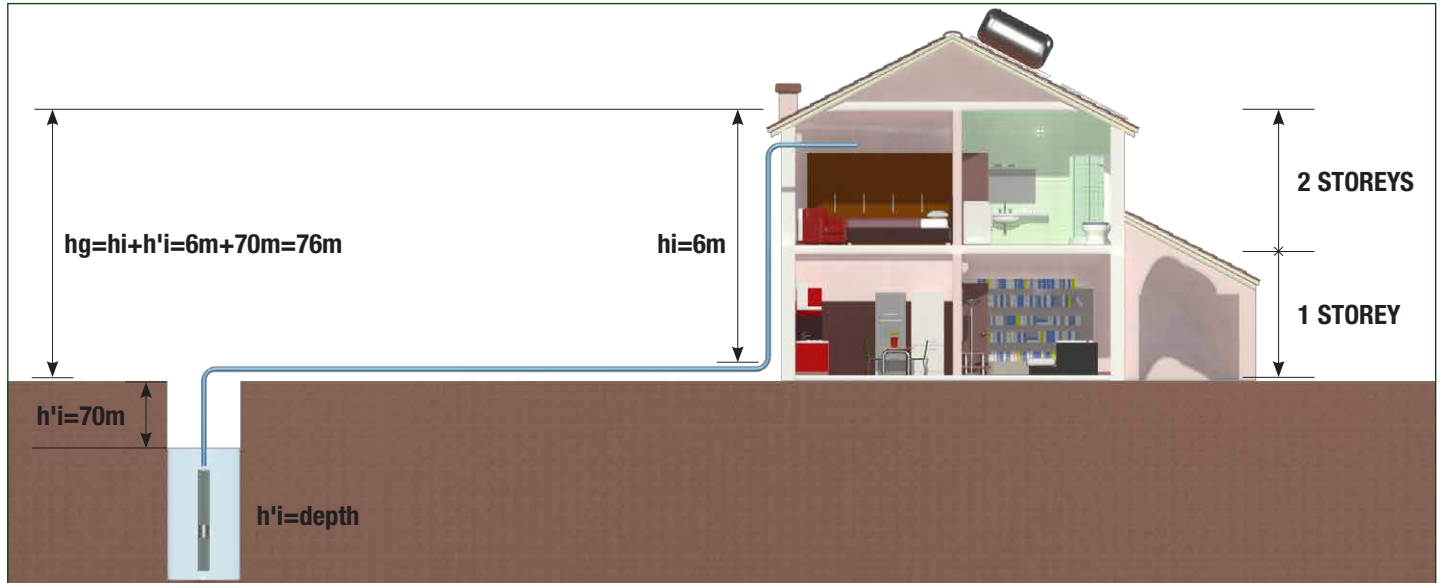 2 STOREYS
hg=hi+h'i=6m+70m=76m
hi=6m
1 STOREY
h'i=70m
h'i=depth